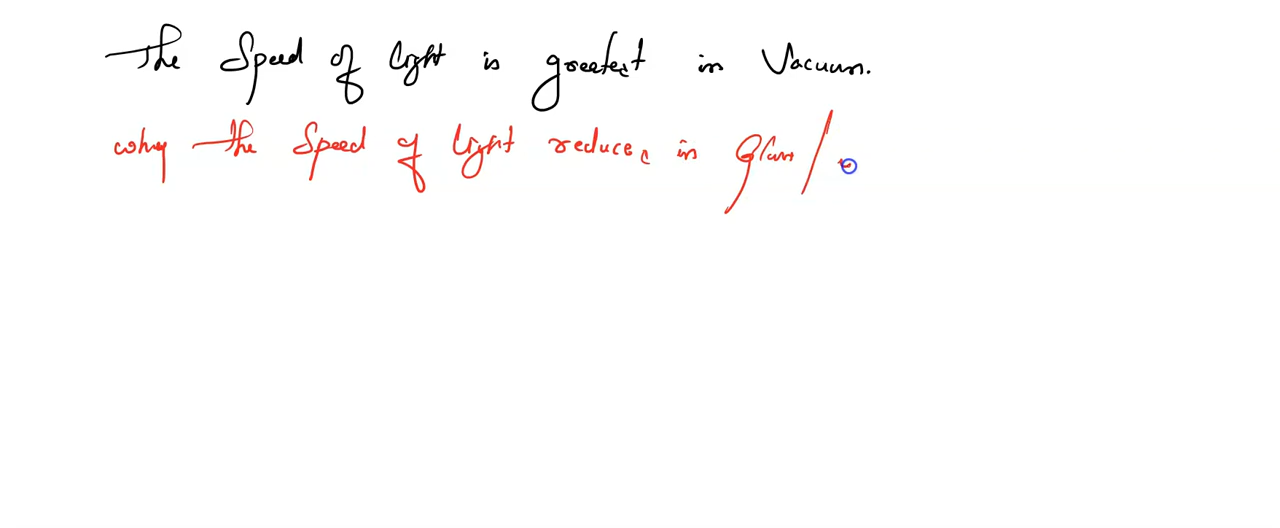 The Speed of light is greatest in Vacuum.
why the Speed of light reduces in Glass/